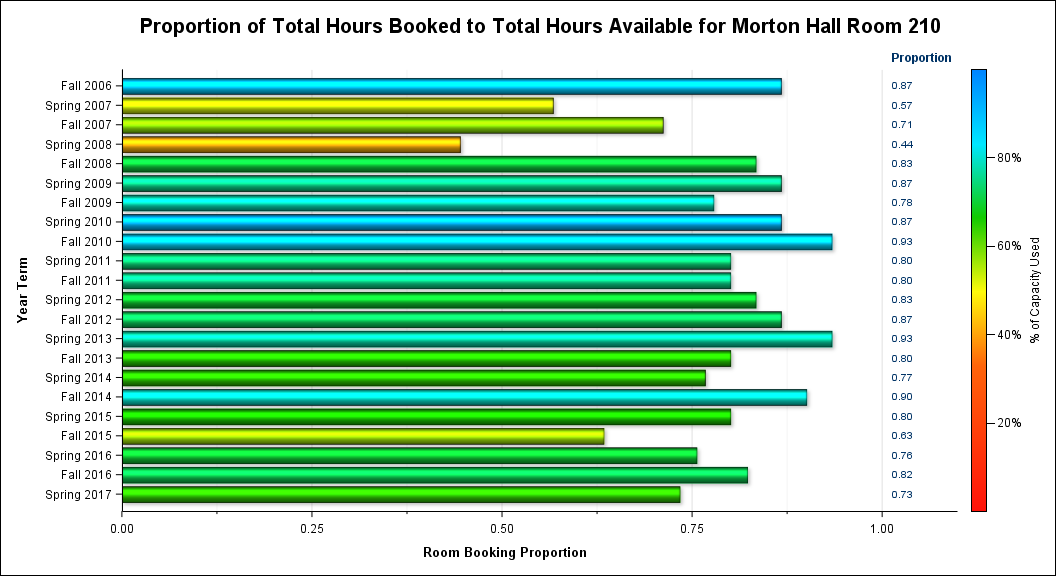 Proportion of Total Hours Booked to Total Hours Available for Morton Hall Room 210
Proportion
Fall 2006 0.87
Spring 2007 0.57
Fall 2007 0.71
Spring 2008 0.44
Fall 2008 0.83
Spring 2009 0.87
Fall 2009 0.78
Spring 2010 0.87
Fall 2010 0.93
Spring 2011 0.80
Fall 2011 0.80
Spring 2012 0.83
Fall 2012 0.87
Spring 2013 0.93
Fall 2013 0.80
Spring 2014 0.77
Fall 2014 0.90
Spring 2015 0.80
Fall 2015 0.63
Spring 2016 0.76
Fall 2016 0.82
Spring 2017 0.73
Year Term
0.00 0.25 0.50 0.75 1.00
Room Booking Proportion
80%
60%
40%
20%
% of Capacity Used